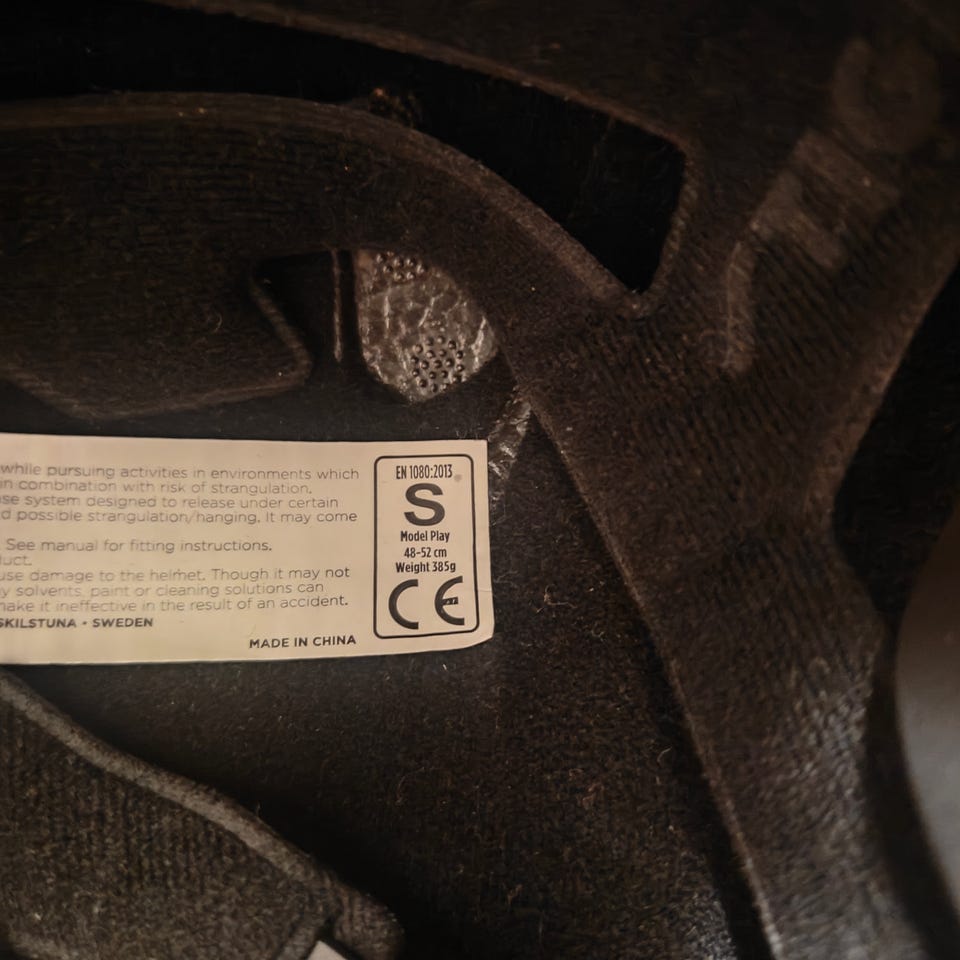 while pursuing activities in environments which
in combination with risk of strangulation.
se system designed to release under certain
d possible strangulation/hanging. It may come
See manual for fitting instructions.
uct.
use damage to the helmet. Though it may not
y solvents, paint or cleaning solutions can
make it ineffective in the result of an accident.
SKILSTUNA • SWEDEN
MADE IN CHINA
EN 1080:2013
S
Model Play
48-52 cm
Weight 385g
CE